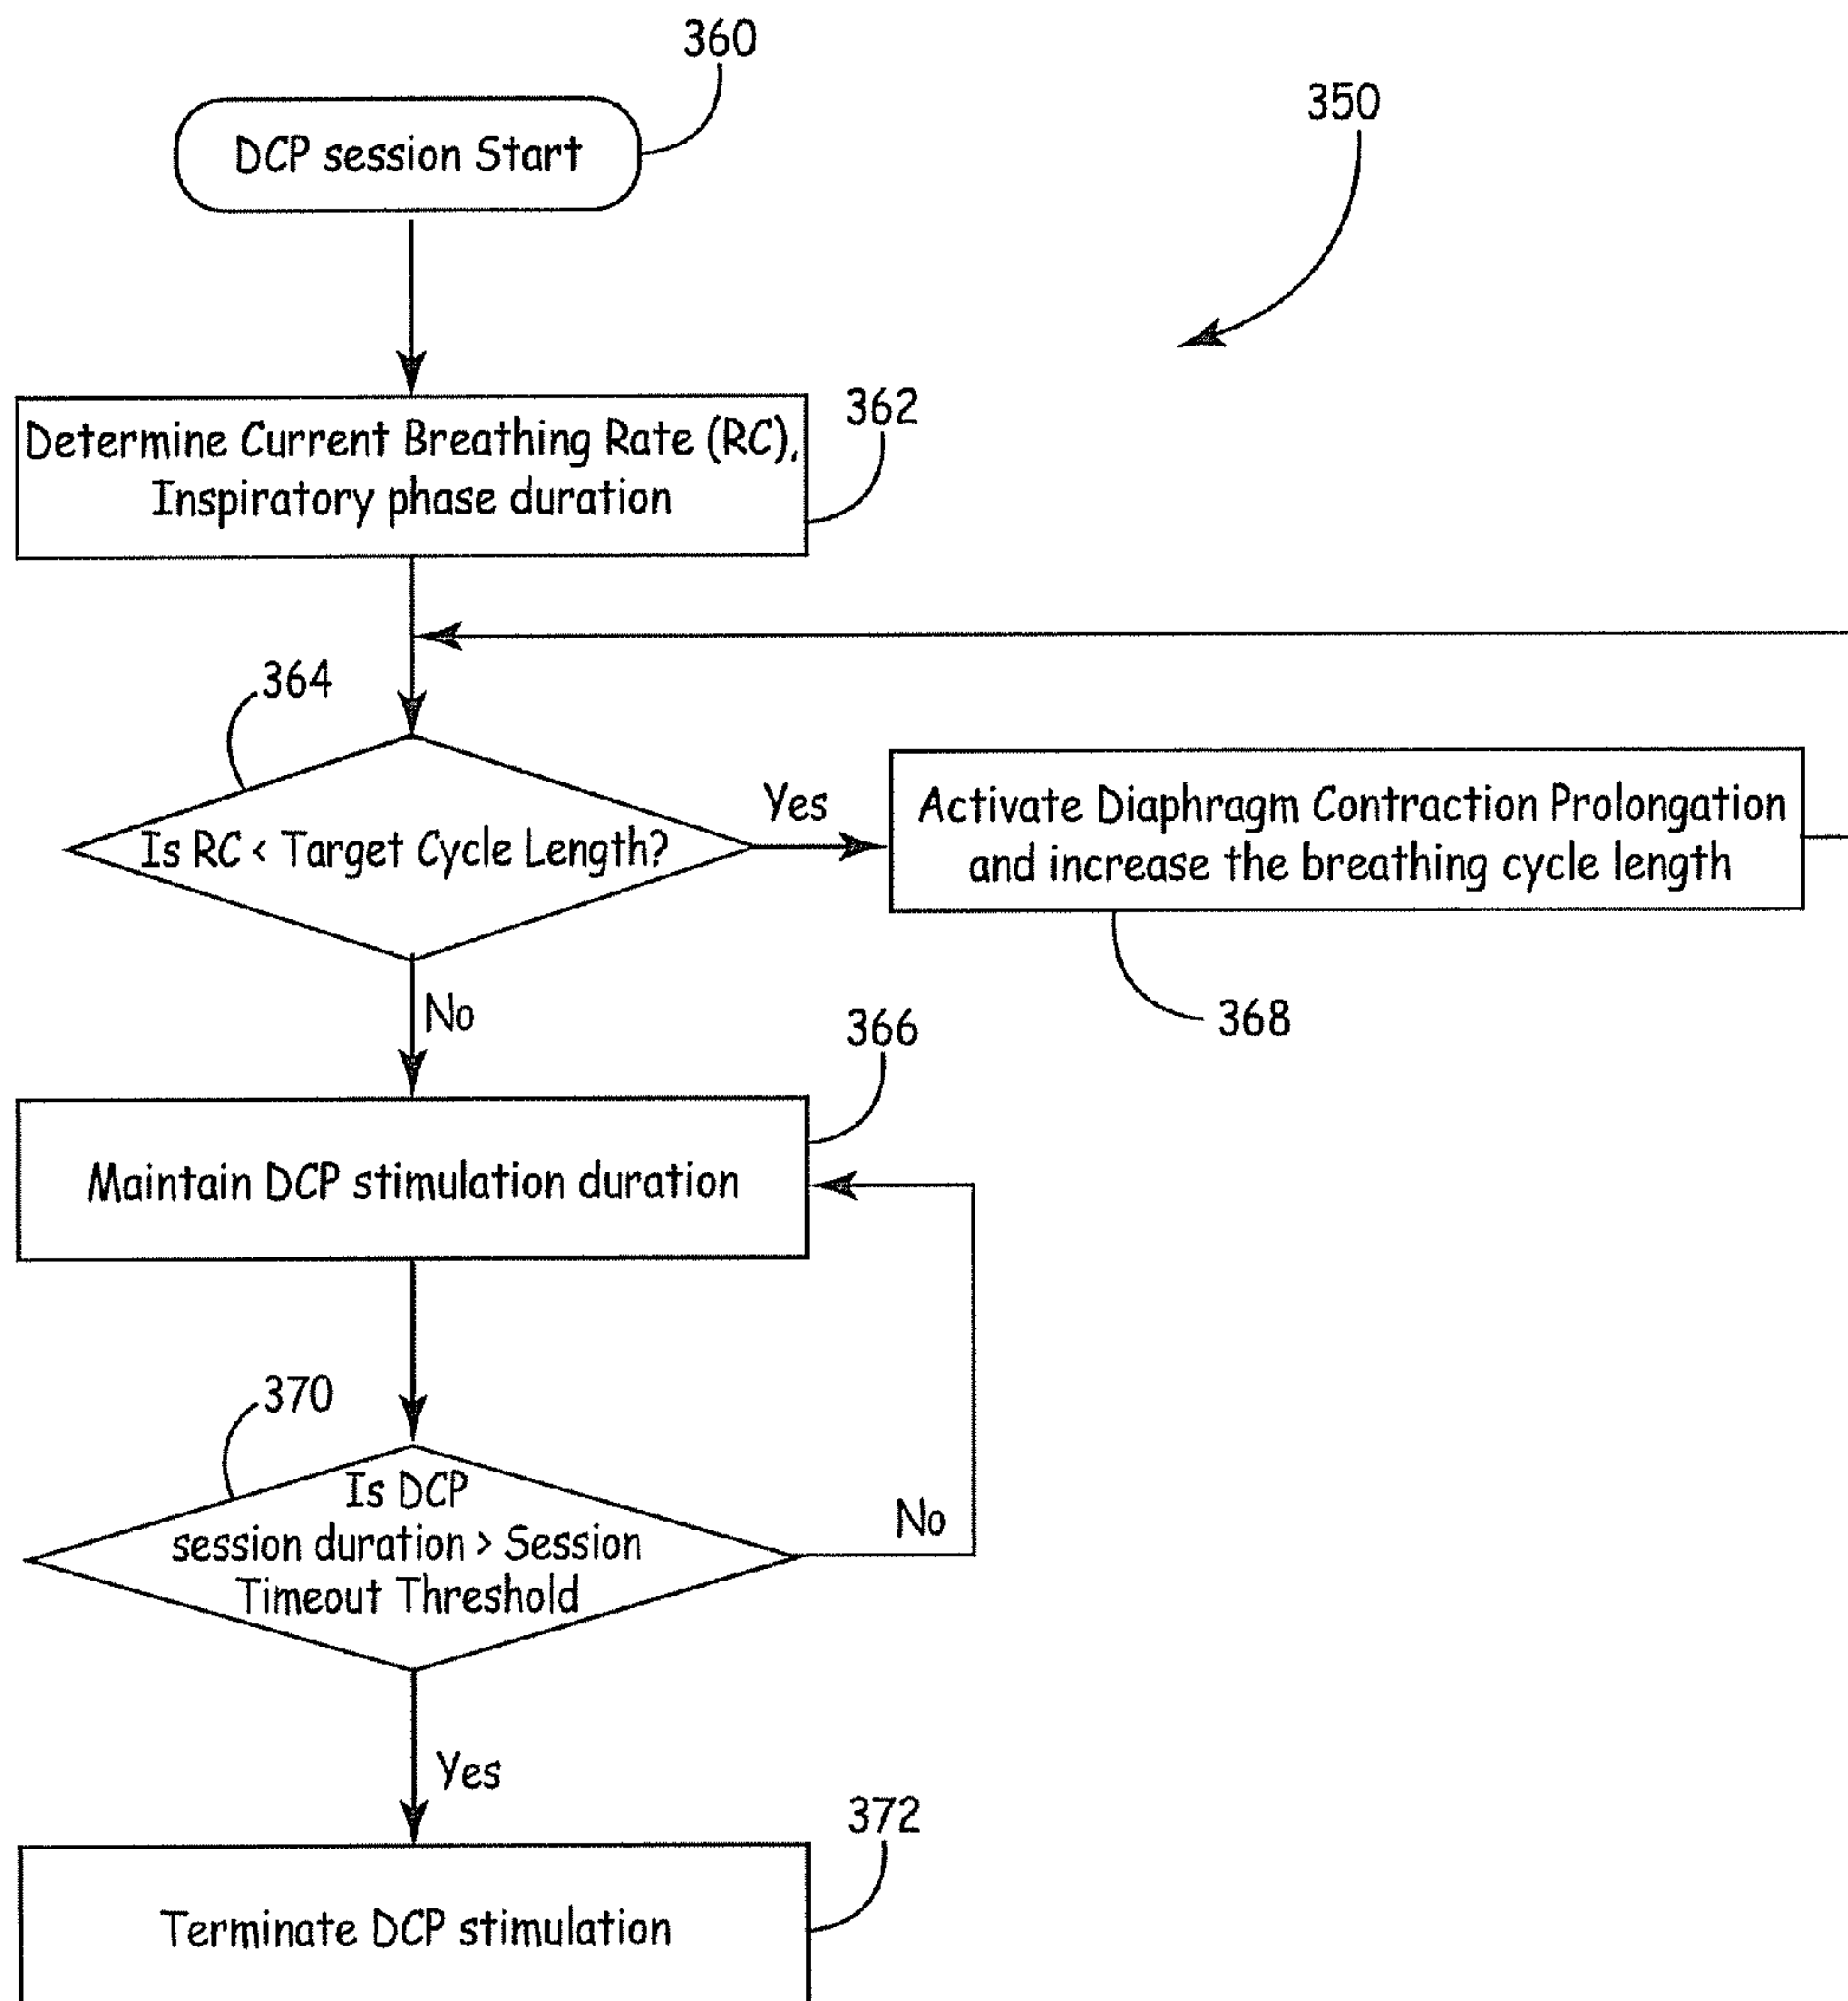 360
350
DCP session Start
362
Determine Current Breathing Rate (RC),
Inspiratory phase duration
364
Is RC < Target Cycle Length?
Yes
Activate Diaphragm Contraction Prolongation
and increase the breathing cycle length
368
No
366
Maintain DCP stimulation duration
370
Is DCP
session duration > Session
Timeout Threshold
No
Yes
372
Terminate DCP stimulation